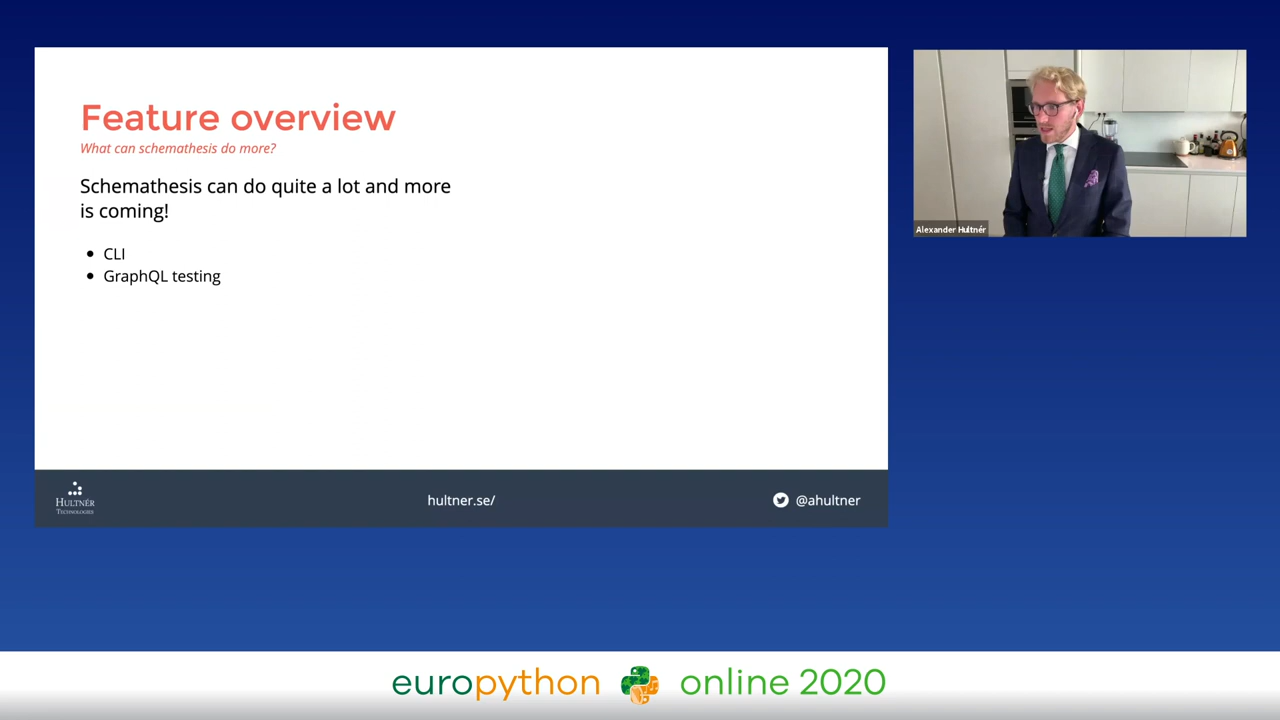 Feature overview
What can schemathesis do more?
Schemathesis can do quite a lot and more
is coming!
• CLI
• GraphQL testing
HULTNÉR
TECHNOLOGIES
hultner.se/
@ahultner
Alexander Hultnér
europython online 2020